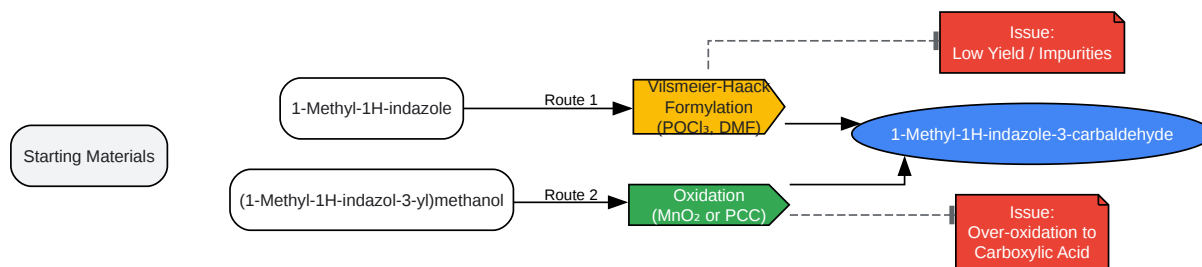 Issue:
Low Yield / Impurities
1-Methyl-1H-indazole
Route 1
Vilsmeier-Haack
Formylation
(POCl₃, DMF)
1-Methyl-1H-indazole-3-carbaldehyde
Starting Materials
(1-Methyl-1H-indazol-3-yl)methanol
Route 2
Oxidation
(MnO₂ or PCC)
Issue:
Over-oxidation to
Carboxylic Acid